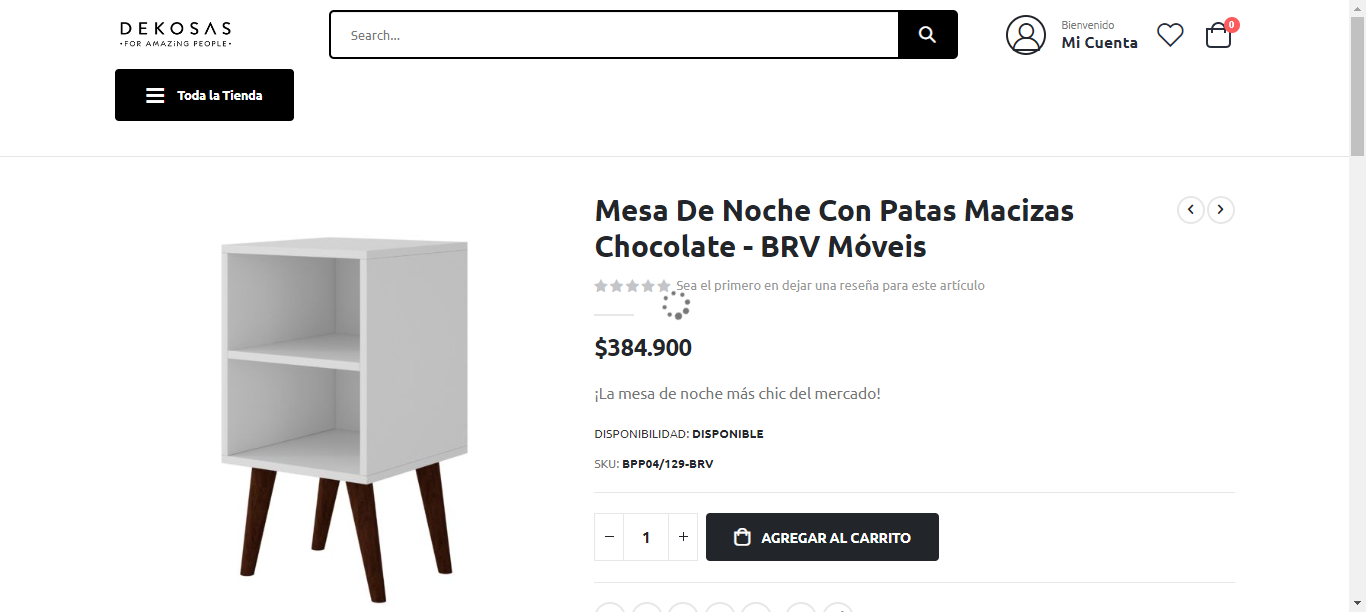 DEKOSAS
•FOR AMAZING PEOPLE•
Search...
Bienvenido
Mi Cuenta
0
Toda la Tienda
Mesa De Noche Con Patas Macizas
Chocolate - BRV Móveis
Sea el primero en dejar una reseña para este artículo
$384.900
¡La mesa de noche más chic del mercado!
DISPONIBILIDAD: DISPONIBLE
SKU: BPP04/129-BRV
− 1 + AGREGAR AL CARRITO